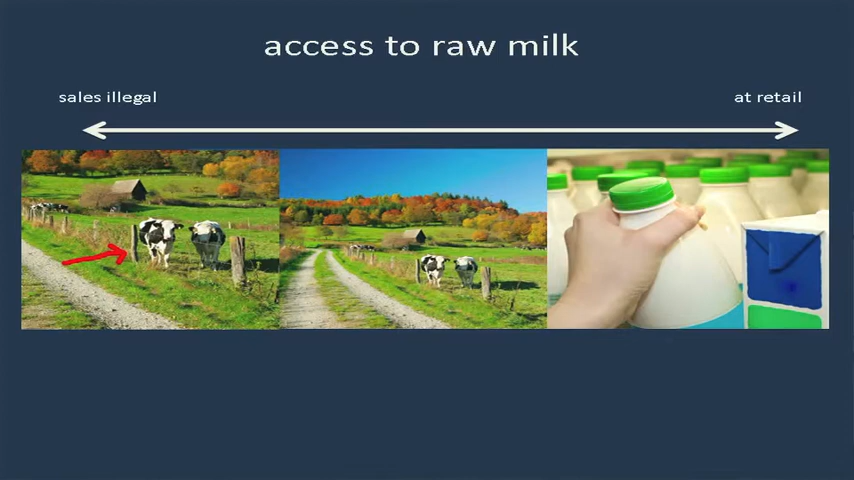 access to raw milk
sales illegal
at retail